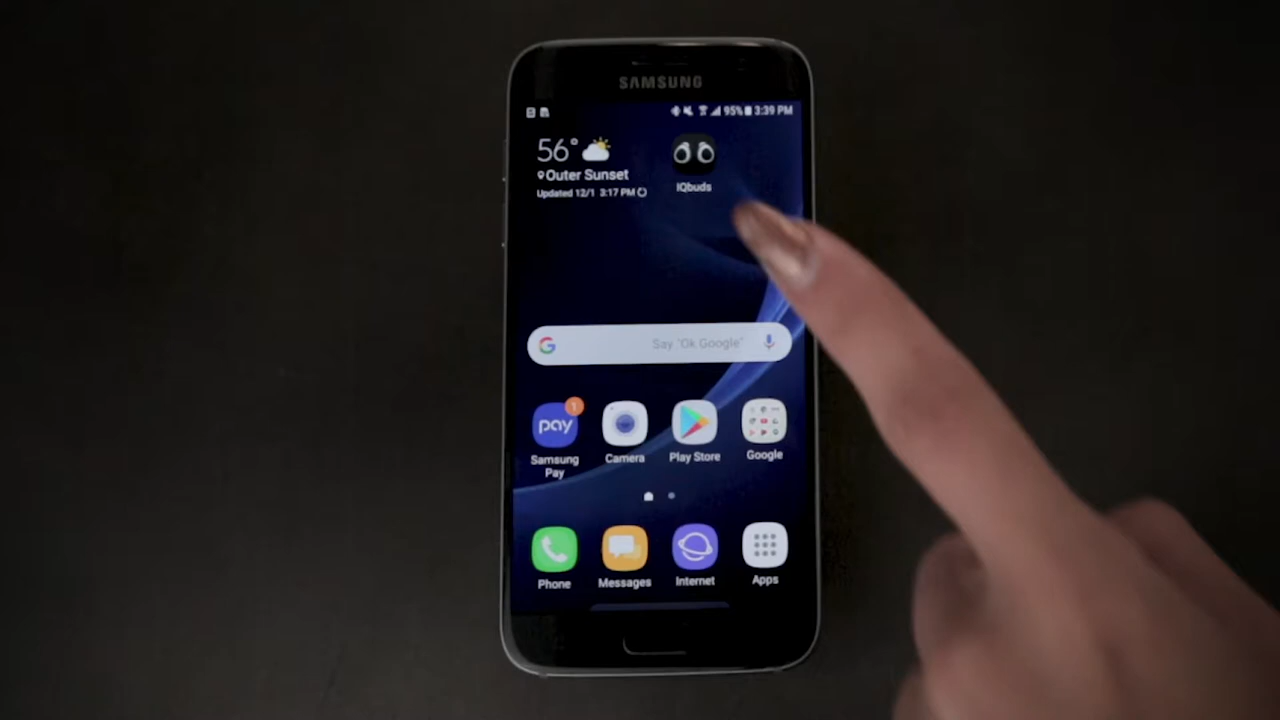 SAMSUNG
95% 3:39 PM
56°
Outer Sunset
Updated 12/1 3:17 PM
IQbuds
Say "Ok Google"
1
pay
Samsung
Pay
Camera
Play Store
Google
Phone
Messages
Internet
Apps